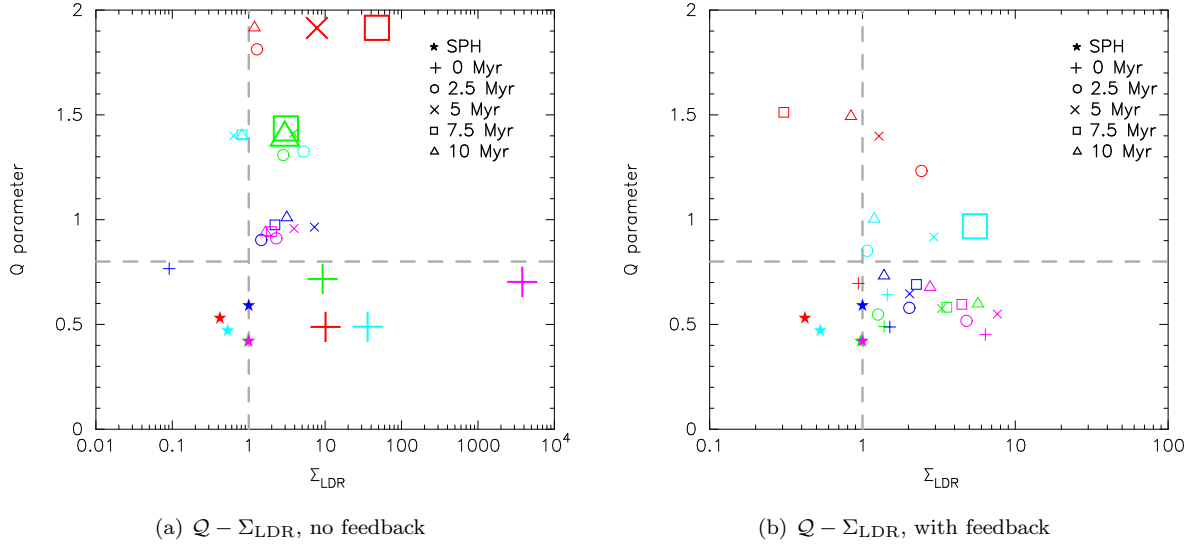 2
1.5
1
0.5
0
Q parameter
0.01
0.1
1
10
100
1000
10^4
Σ_LDR
SPH
0 Myr
2.5 Myr
5 Myr
7.5 Myr
10 Myr
(a) Q − Σ_LDR, no feedback
2
1.5
1
0.5
0
Q parameter
0.1
1
10
100
Σ_LDR
SPH
0 Myr
2.5 Myr
5 Myr
7.5 Myr
10 Myr
(b) Q − Σ_LDR, with feedback